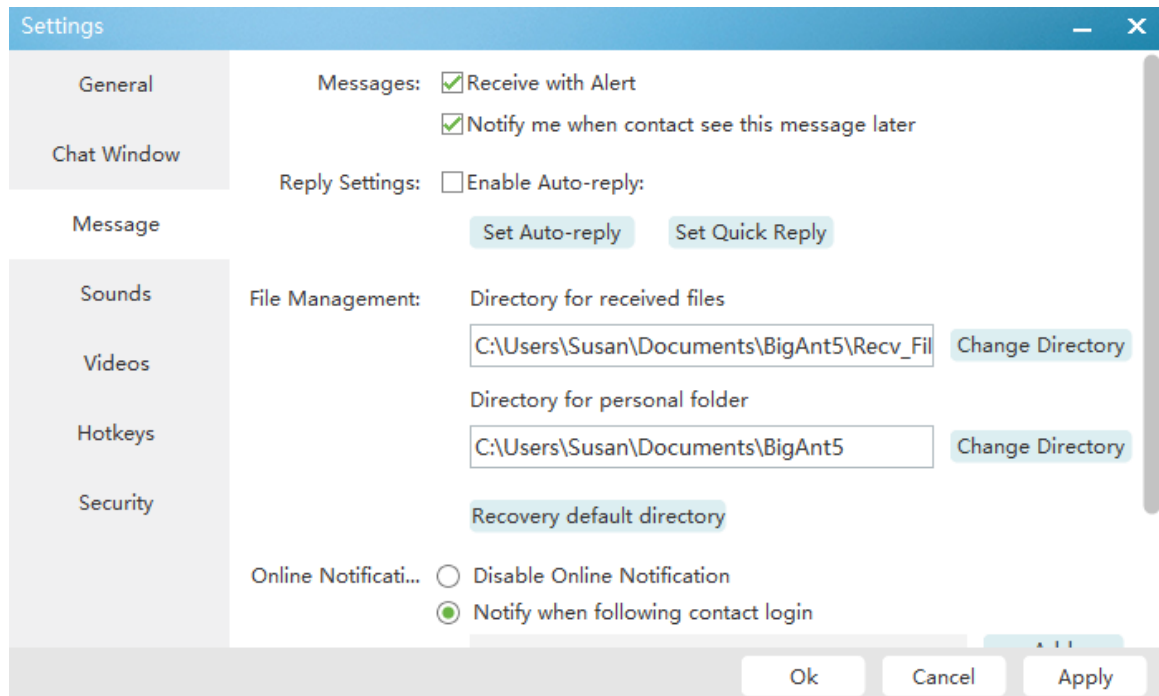 Settings
General
Chat Window
Message
Sounds
Videos
Hotkeys
Security
Messages: Receive with Alert
Notify me when contact see this message later
Reply Settings: Enable Auto-reply:
Set Auto-reply Set Quick Reply
File Management: Directory for received files
C:\Users\Susan\Documents\BigAnt5\Recv_Fil Change Directory
Directory for personal folder
C:\Users\Susan\Documents\BigAnt5 Change Directory
Recovery default directory
Online Notificati... Disable Online Notification
Notify when following contact login
Ok Cancel Apply